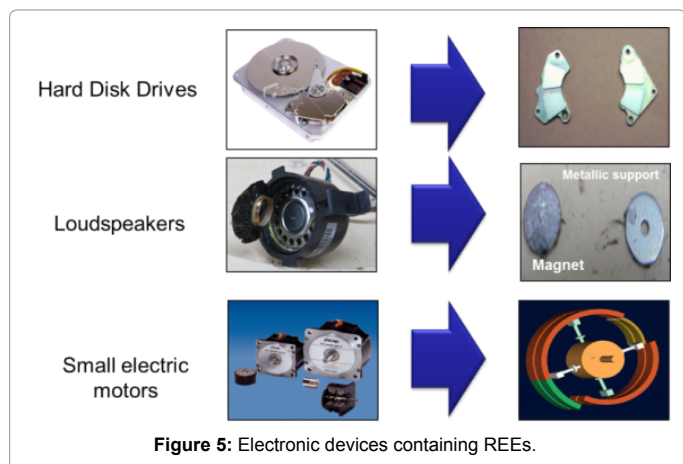 Hard Disk Drives
Loudspeakers
Metallic support
Magnet
Small electric
motors
Figure 5: Electronic devices containing REEs.